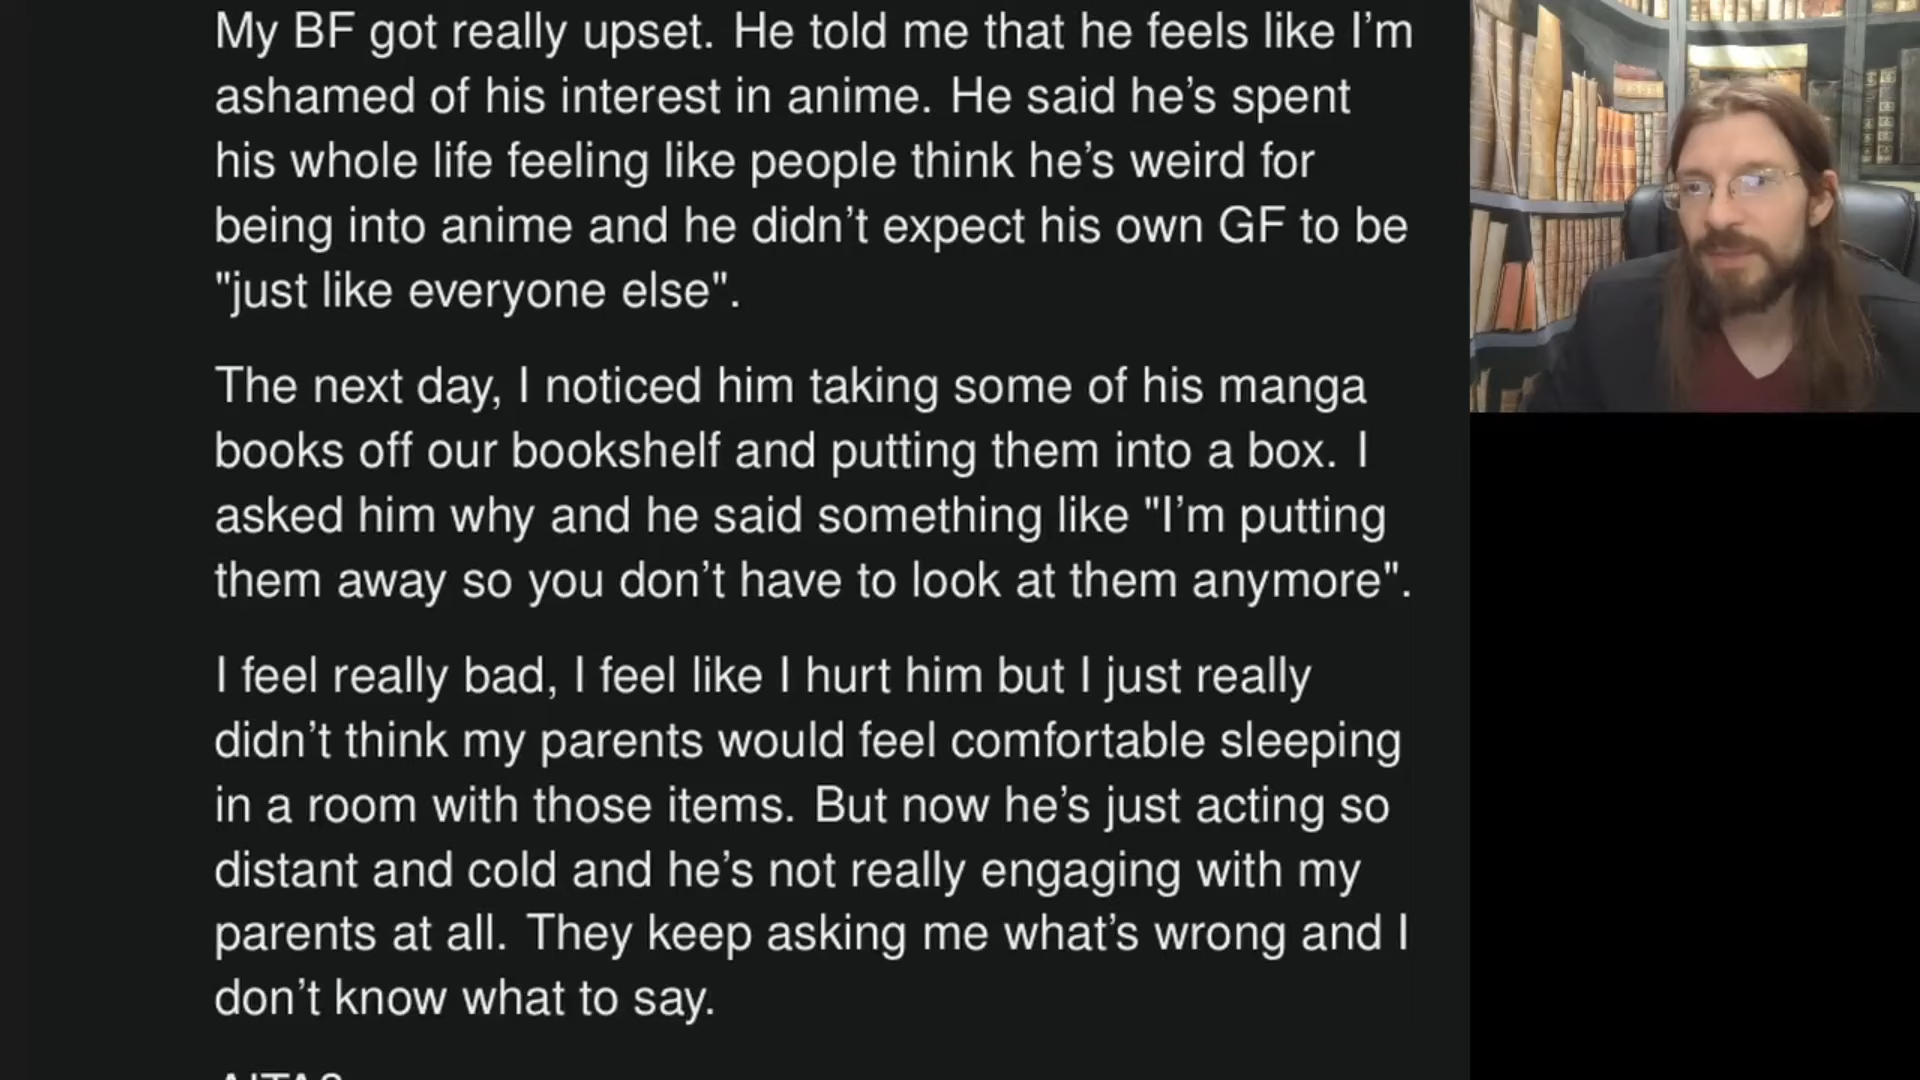 My BF got really upset. He told me that he feels like I’m
ashamed of his interest in anime. He said he’s spent
his whole life feeling like people think he’s weird for
being into anime and he didn’t expect his own GF to be
"just like everyone else".
The next day, I noticed him taking some of his manga
books off our bookshelf and putting them into a box. I
asked him why and he said something like "I’m putting
them away so you don’t have to look at them anymore".
I feel really bad, I feel like I hurt him but I just really
didn’t think my parents would feel comfortable sleeping
in a room with those items. But now he’s just acting so
distant and cold and he’s not really engaging with my
parents at all. They keep asking me what’s wrong and I
don’t know what to say.